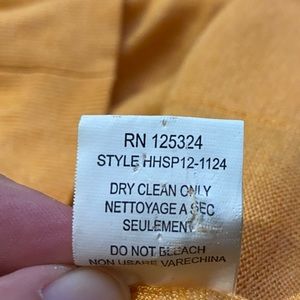 RN 125324
STYLE HHSP12-1124
DRY CLEAN ONLY
NETTOYAGE A SEC
SEULEMENT
DO NOT BLEACH
NON USARE VARECHINA